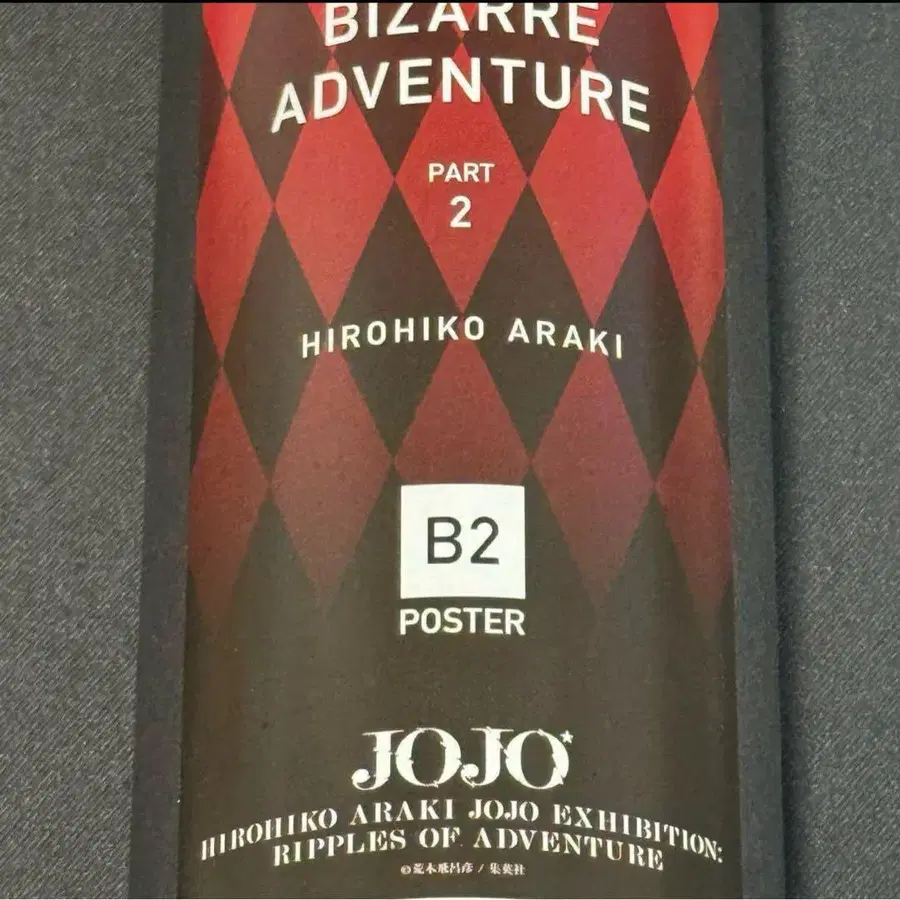 BIZARRE
ADVENTURE
PART
2
HIROHIKO ARAKI
B2
POSTER
JOJO*
HIROHIKO ARAKI JOJO EXHIBITION:
RIPPLES OF ADVENTURE
©荒木飛呂彦 / 集英社